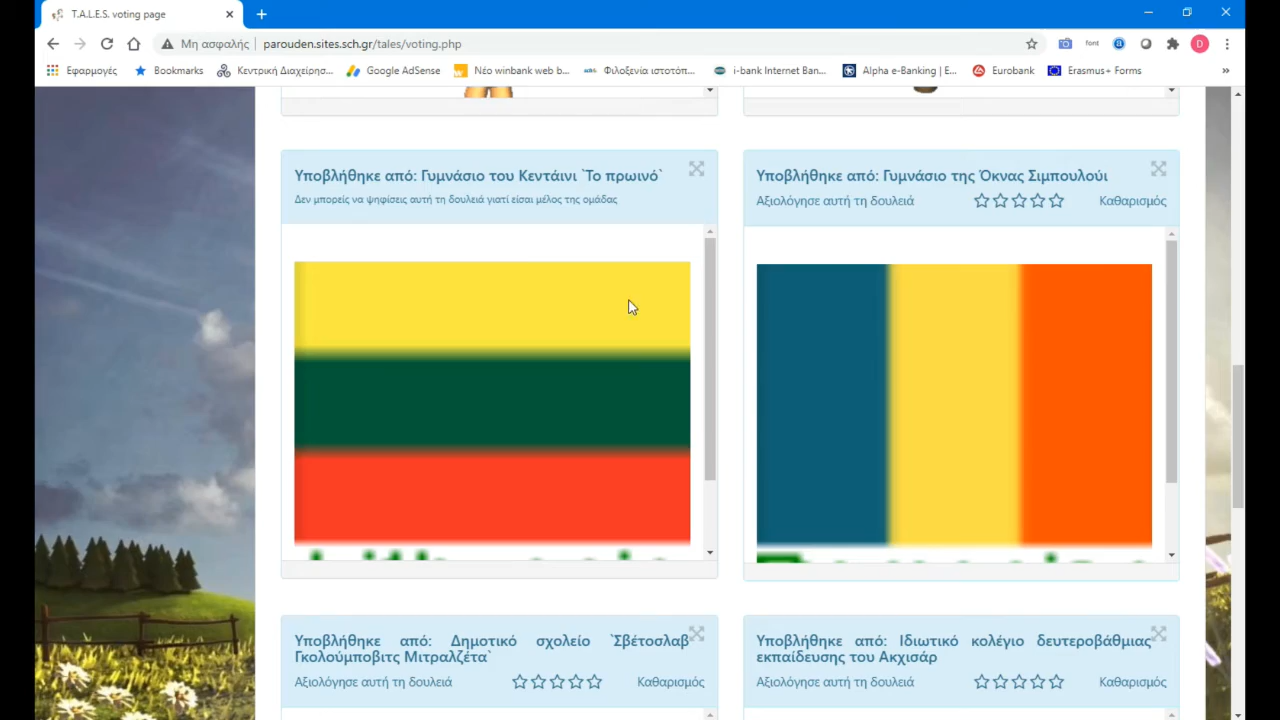 T.A.L.E.S. voting page
Μη ασφαλής
parouden.sites.sch.gr/tales/voting.php
font
D
Εφαρμογές
Bookmarks
Κεντρική Διαχείρησ...
Google AdSense
Νέο winbank web b...
Φιλοξενία ιστοτόπ...
i-bank Internet Ban...
Alpha e-Banking | E...
Eurobank
Erasmus+ Forms
Υποβλήθηκε από: Γυμνάσιο του Κεντάινι `Το πρωινό`
Δεν μπορείς να ψηφίσεις αυτή τη δουλειά γιατί είσαι μέλος της ομάδας
Υποβλήθηκε από: Γυμνάσιο της Όκνας Σιμπουλούι
Αξιολόγησε αυτή τη δουλειά
Καθαρισμός
Υποβλήθηκε από: Δημοτικό σχολείο `Σβέτοσλαβ
Γκολούμποβιτς Μιτραλζέτα`
Αξιολόγησε αυτή τη δουλειά
Καθαρισμός
Υποβλήθηκε από: Ιδιωτικό κολέγιο δευτεροβάθμιας
εκπαίδευσης του Ακχισάρ
Αξιολόγησε αυτή τη δουλειά
Καθαρισμός